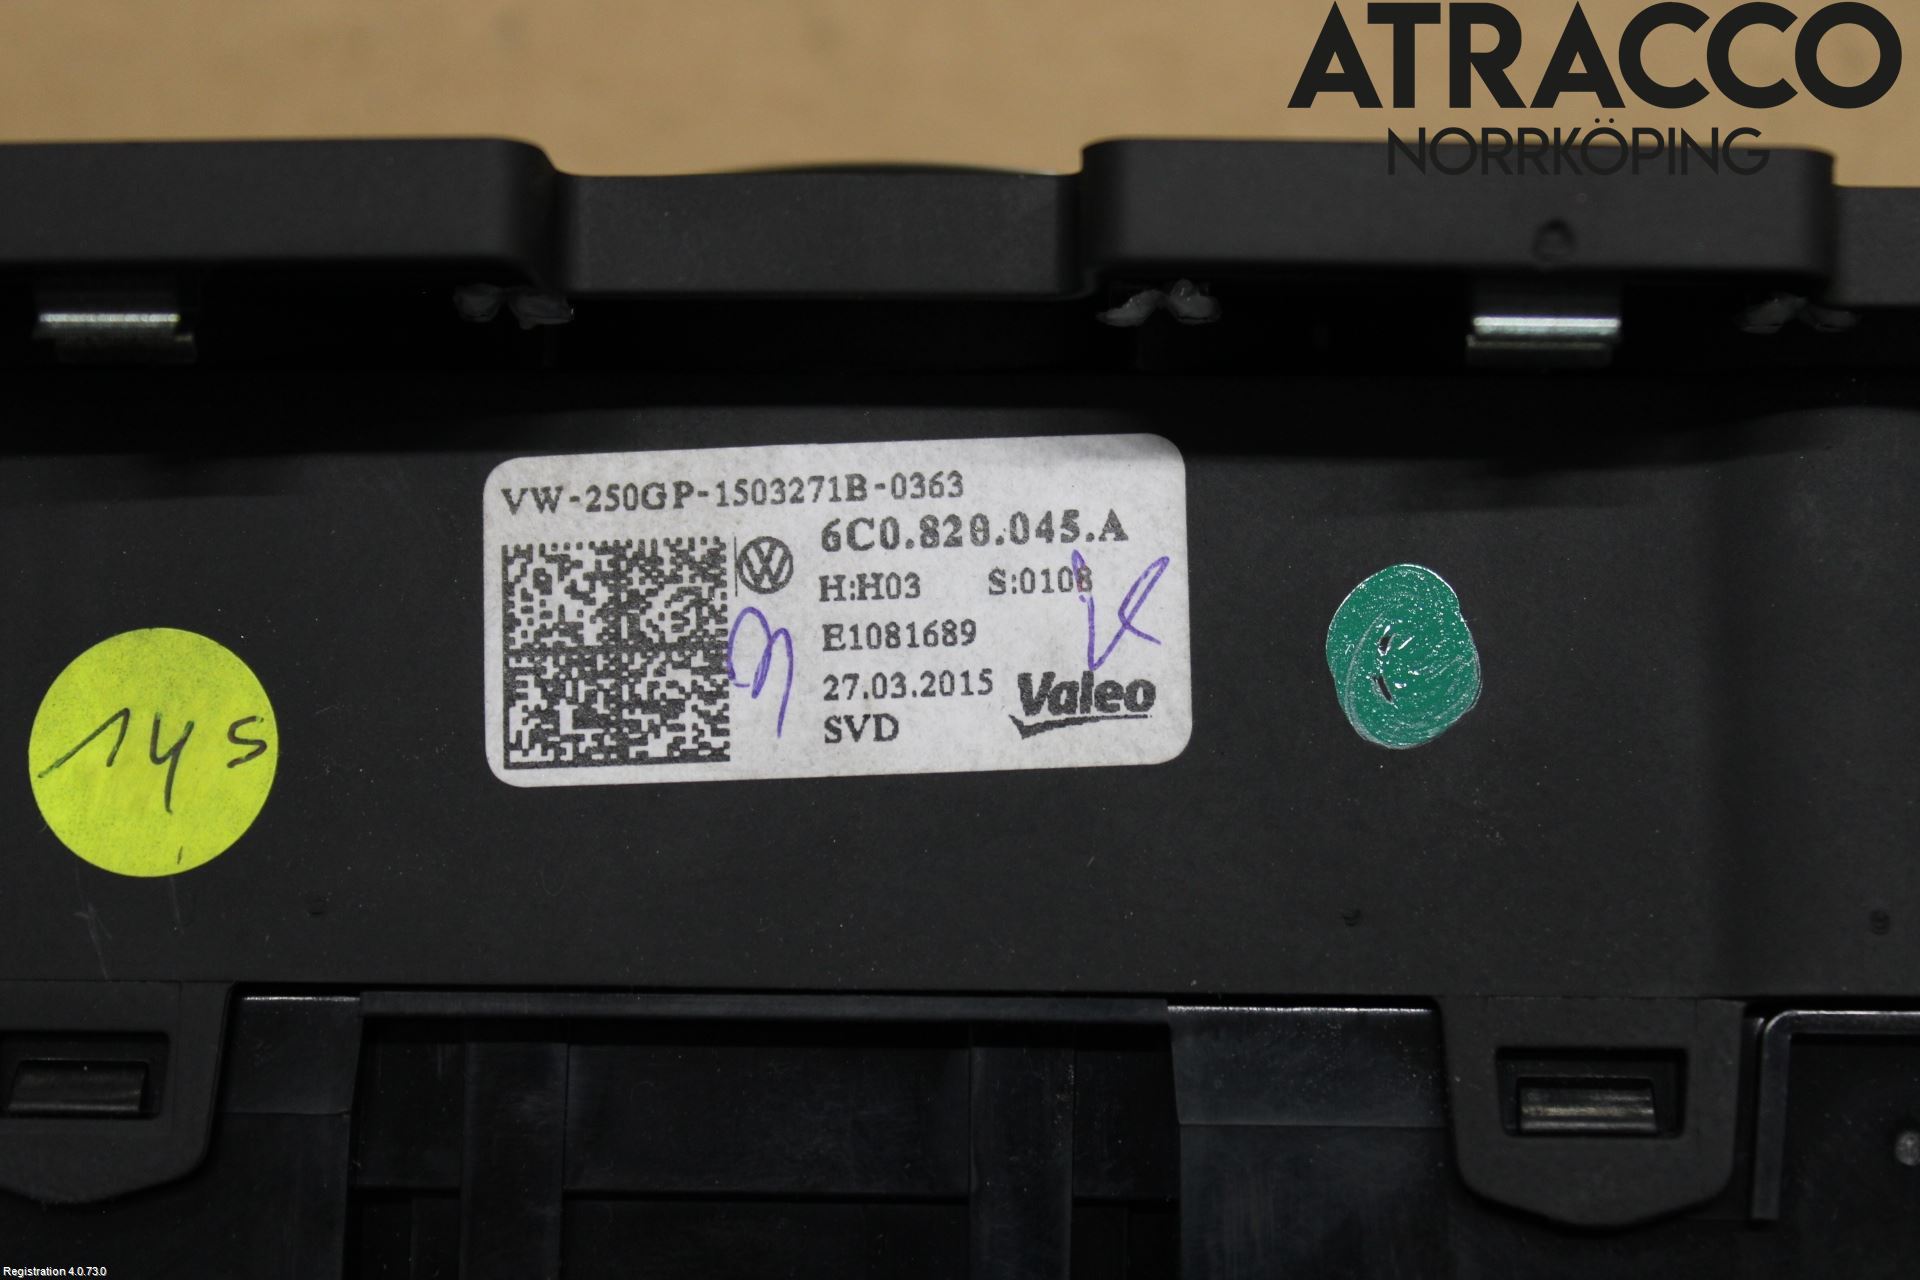 ATRACCO
NORRKÖPING
VW-250GP-1503271B-0363
6C0.820.045.A
H:H03 S:0108
E1081689
27.03.2015
SVD
Valeo
145
Registration 4.0.73.0